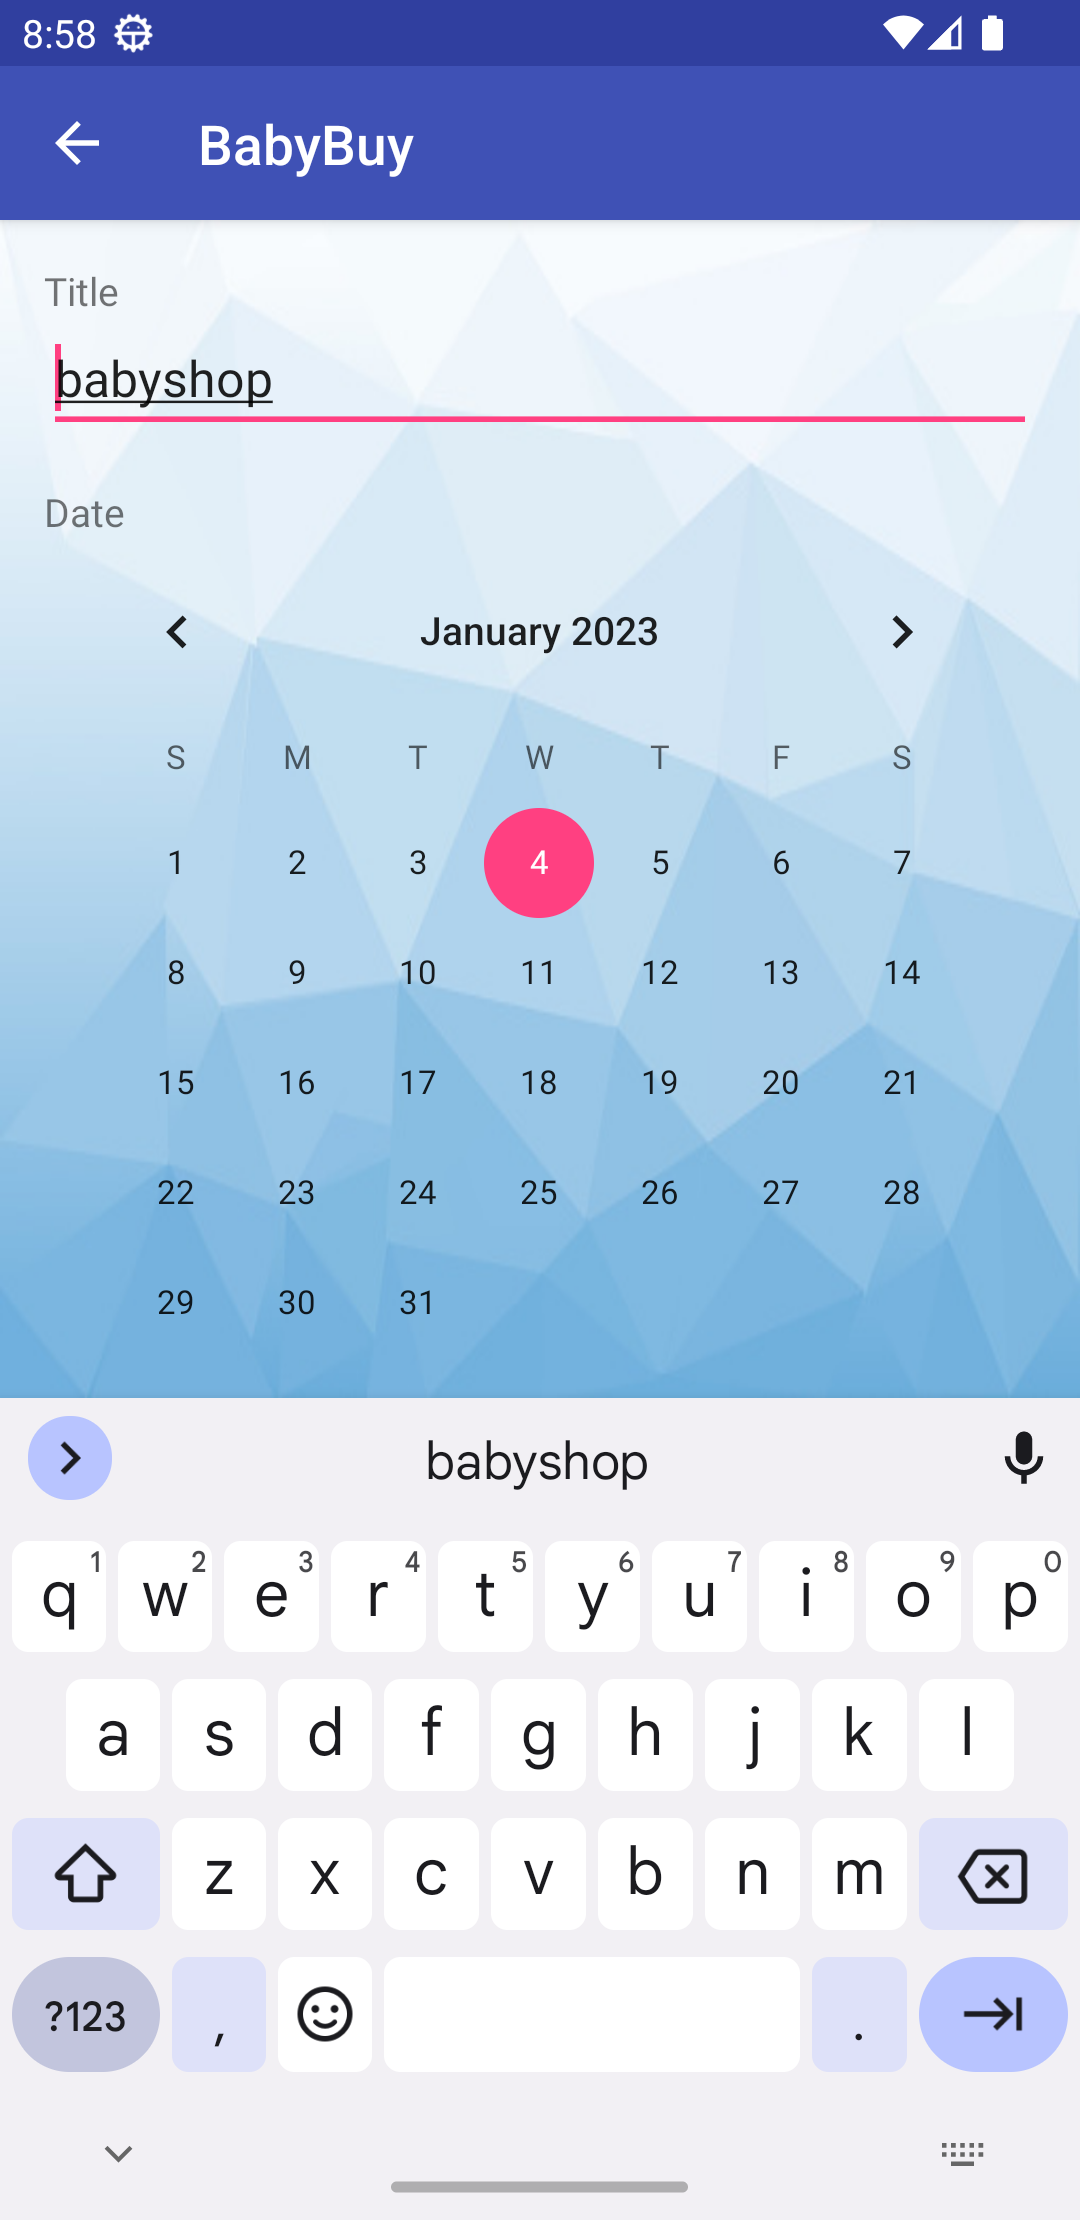 8:58
BabyBuy
Title
babyshop
Date
January 2023
S M T W T F S
1 2 3 4 5 6 7
8 9 10 11 12 13 14
15 16 17 18 19 20 21
22 23 24 25 26 27 28
29 30 31
babyshop
q 1 w 2 e 3 r 4 t 5 y 6 u 7 i 8 o 9 p 0
a s d f g h j k l
z x c v b n m
?123 , .